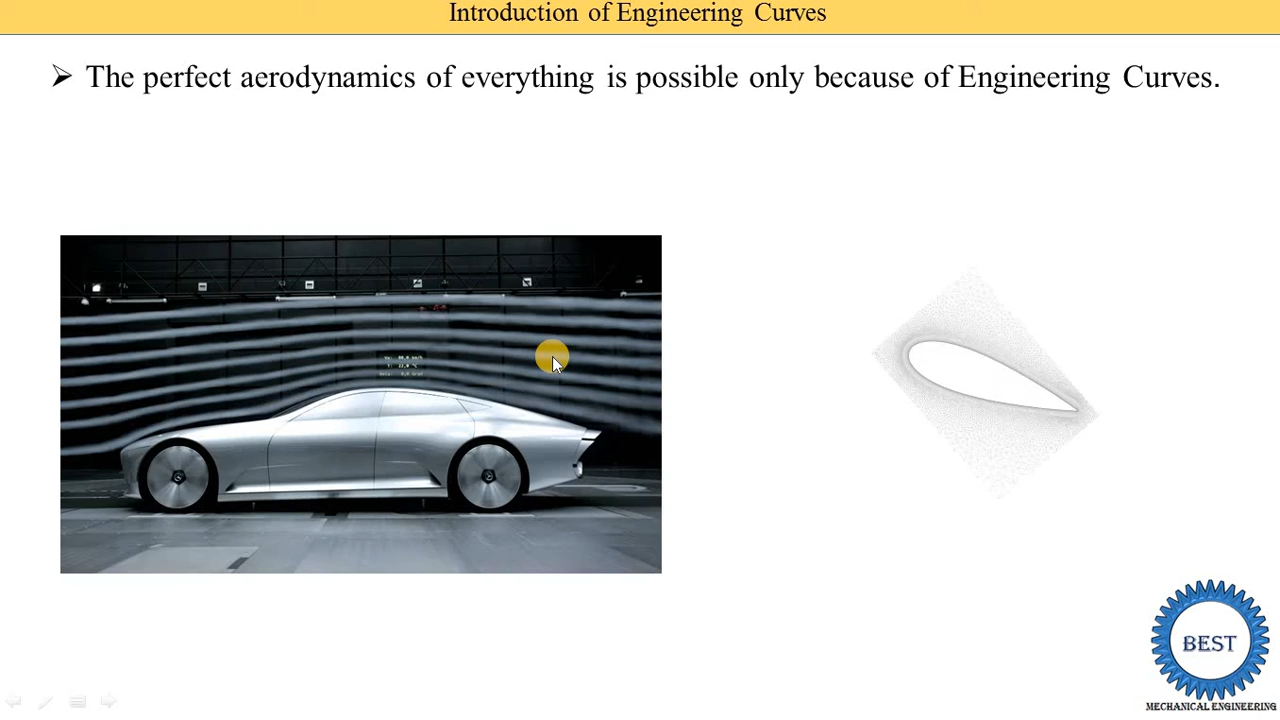 Introduction of Engineering Curves
➢ The perfect aerodynamics of everything is possible only because of Engineering Curves.
BEST
MECHANICAL ENGINEERING